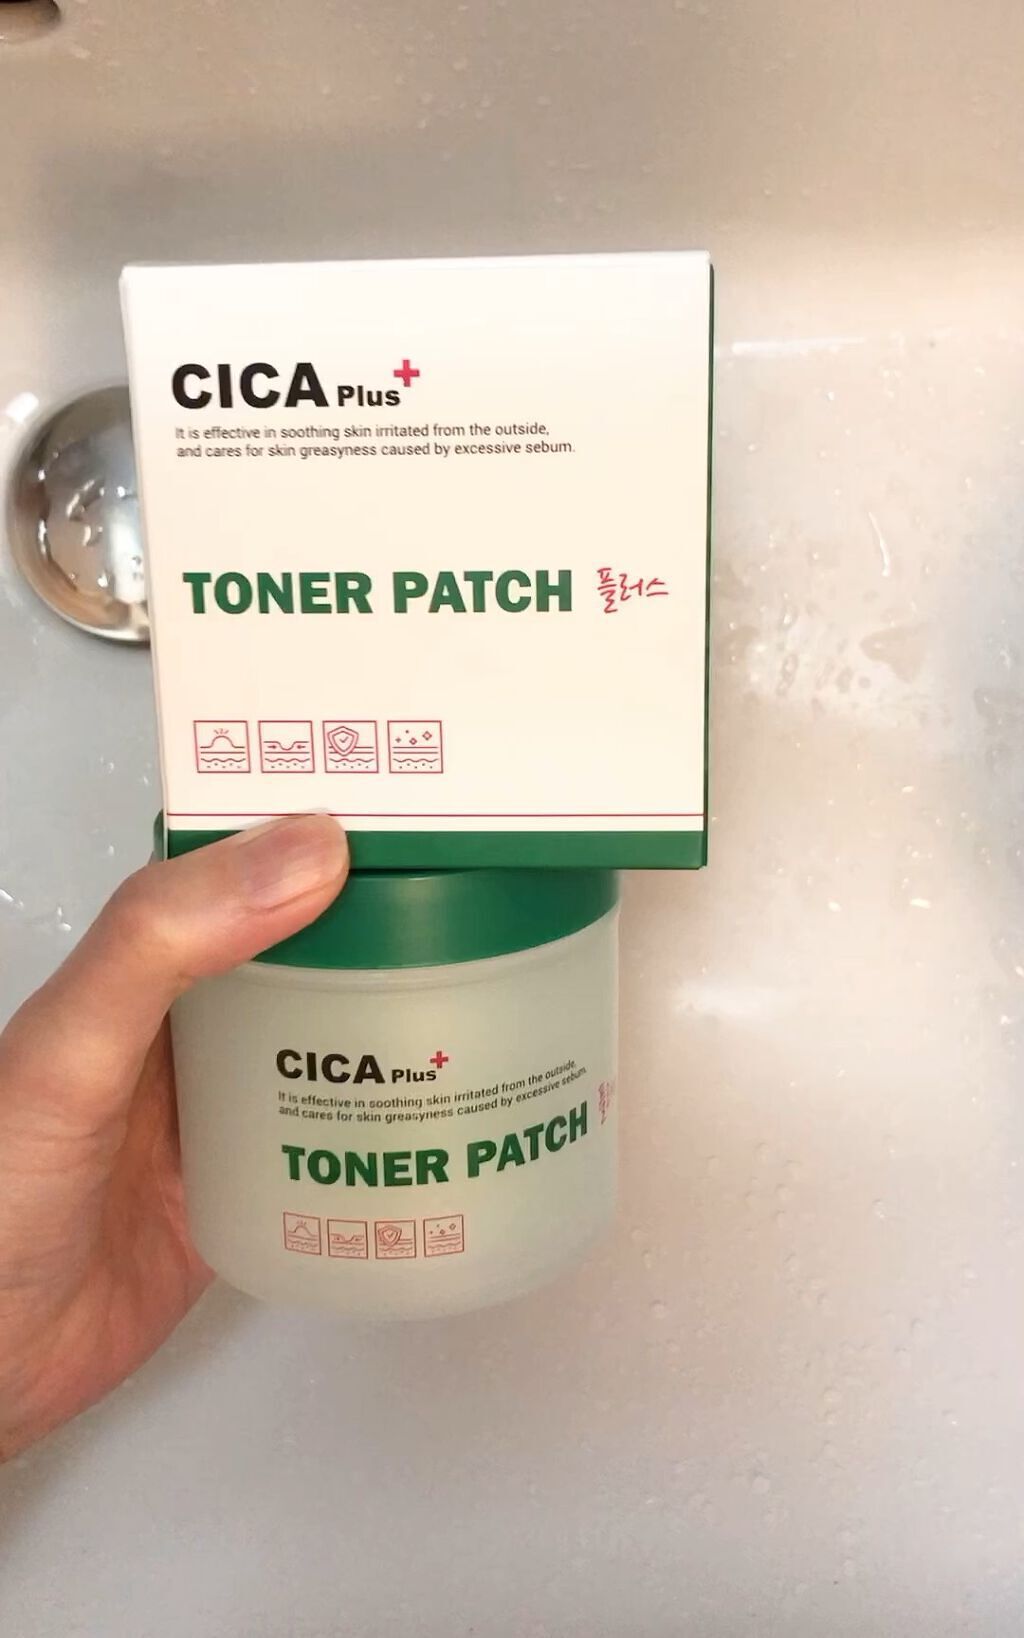 CICA Plus+
It is effective in soothing skin irritated from the outside,
and cares for skin greasyness caused by excessive sebum.
TONER PATCH 플러스
CICA Plus+
It is effective in soothing skin irritated from the outside,
and cares for skin greasyness caused by excessive sebum.
TONER PATCH